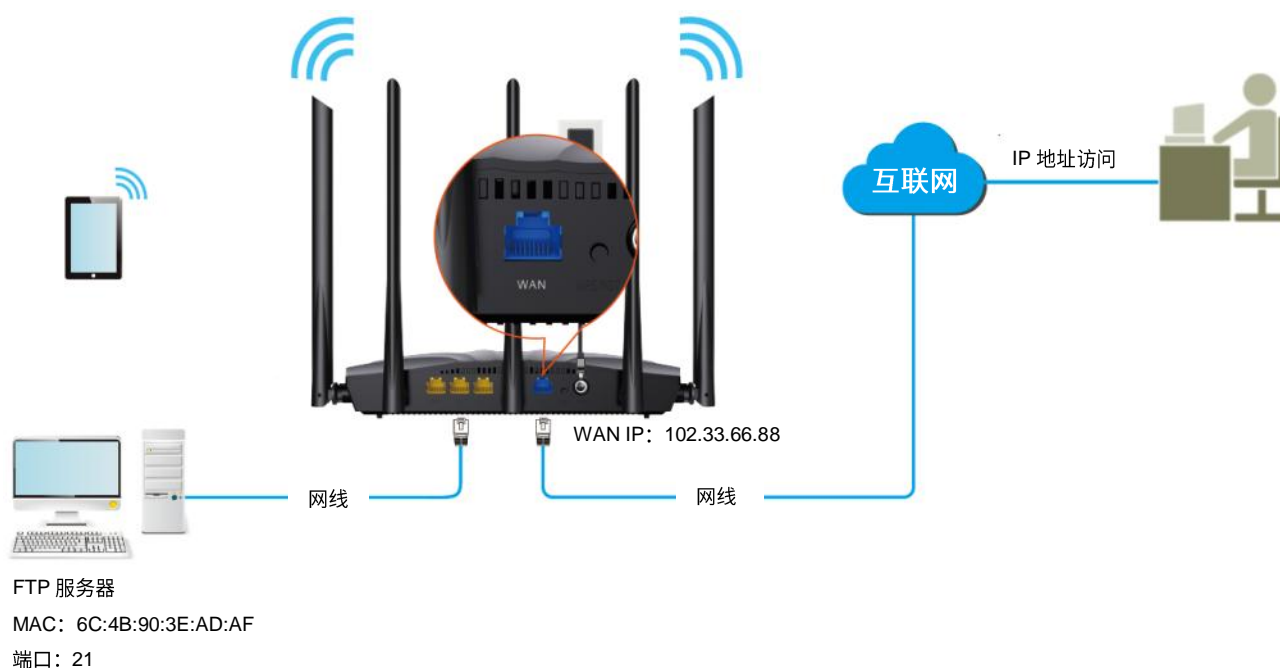 互联网
IP 地址访问
WAN
WAN IP：102.33.66.88
网线
网线
FTP 服务器
MAC：6C:4B:90:3E:AD:AF
端口：21